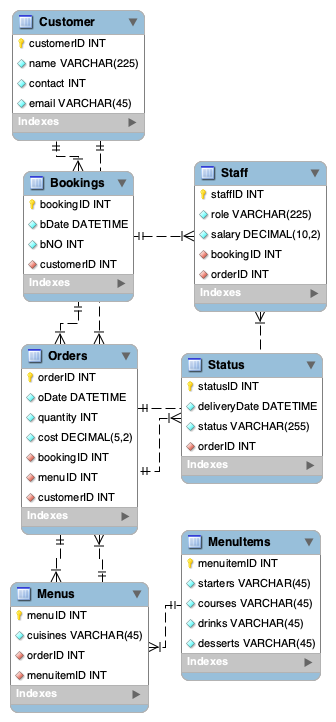 Customer
customerID INT
name VARCHAR(225)
contact INT
email VARCHAR(45)
Indexes
Bookings
bookingID INT
bDate DATETIME
bNO INT
customerID INT
Indexes
Staff
staffID INT
role VARCHAR(225)
salary DECIMAL(10,2)
bookingID INT
orderID INT
Indexes
Orders
orderID INT
oDate DATETIME
quantity INT
cost DECIMAL(5,2)
bookingID INT
menuID INT
customerID INT
Indexes
Status
statusID INT
deliveryDate DATETIME
status VARCHAR(255)
orderID INT
Indexes
Menus
menuID INT
cuisines VARCHAR(45)
orderID INT
menuitemID INT
Indexes
MenuItems
menuitemID INT
starters VARCHAR(45)
courses VARCHAR(45)
drinks VARCHAR(45)
desserts VARCHAR(45)
Indexes